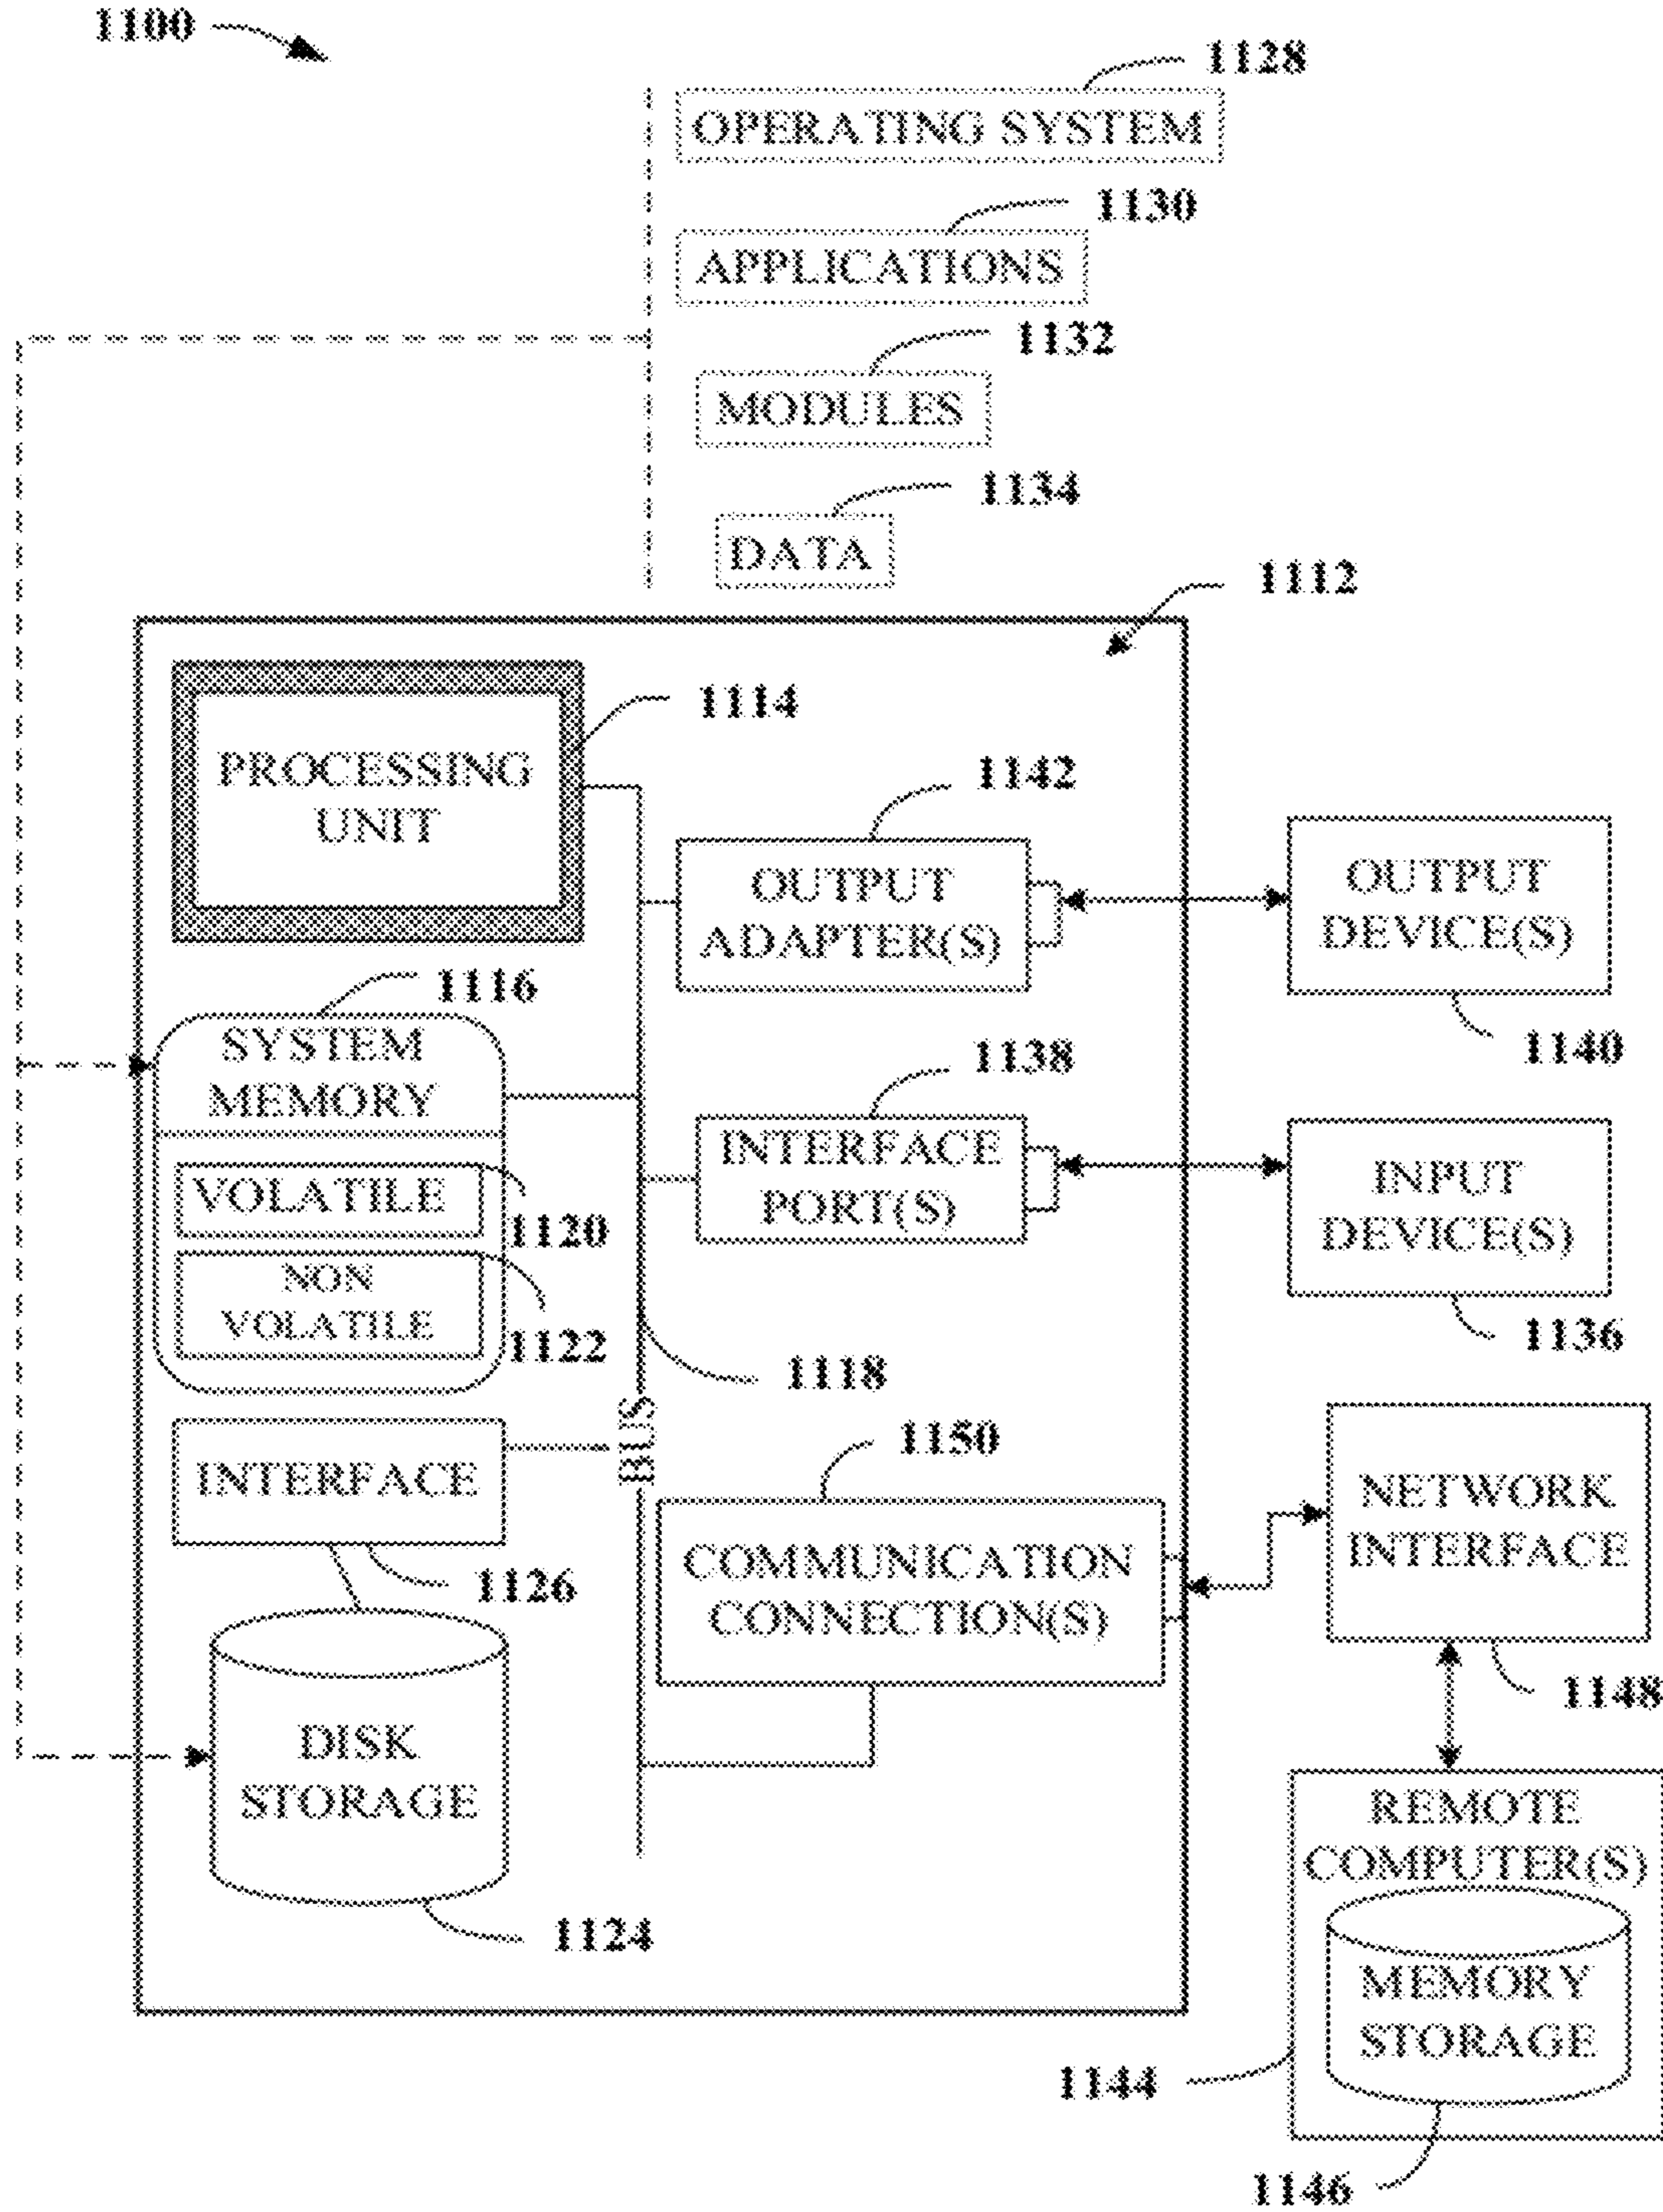 1100
1128
OPERATING SYSTEM
1130
APPLICATIONS
1132
MODULES
1134
DATA
1112
PROCESSING
UNIT
1114
1142
OUTPUT
ADAPTER(S)
OUTPUT
DEVICE(S)
1140
1116
SYSTEM
MEMORY
VOLATILE
1120
NON
VOLATILE
1122
1138
INTERFACE
PORT(S)
INPUT
DEVICE(S)
1136
1118
BUS
INTERFACE
1126
1150
COMMUNICATION
CONNECTION(S)
NETWORK
INTERFACE
1148
DISK
STORAGE
1124
REMOTE
COMPUTER(S)
MEMORY
STORAGE
1144
1146